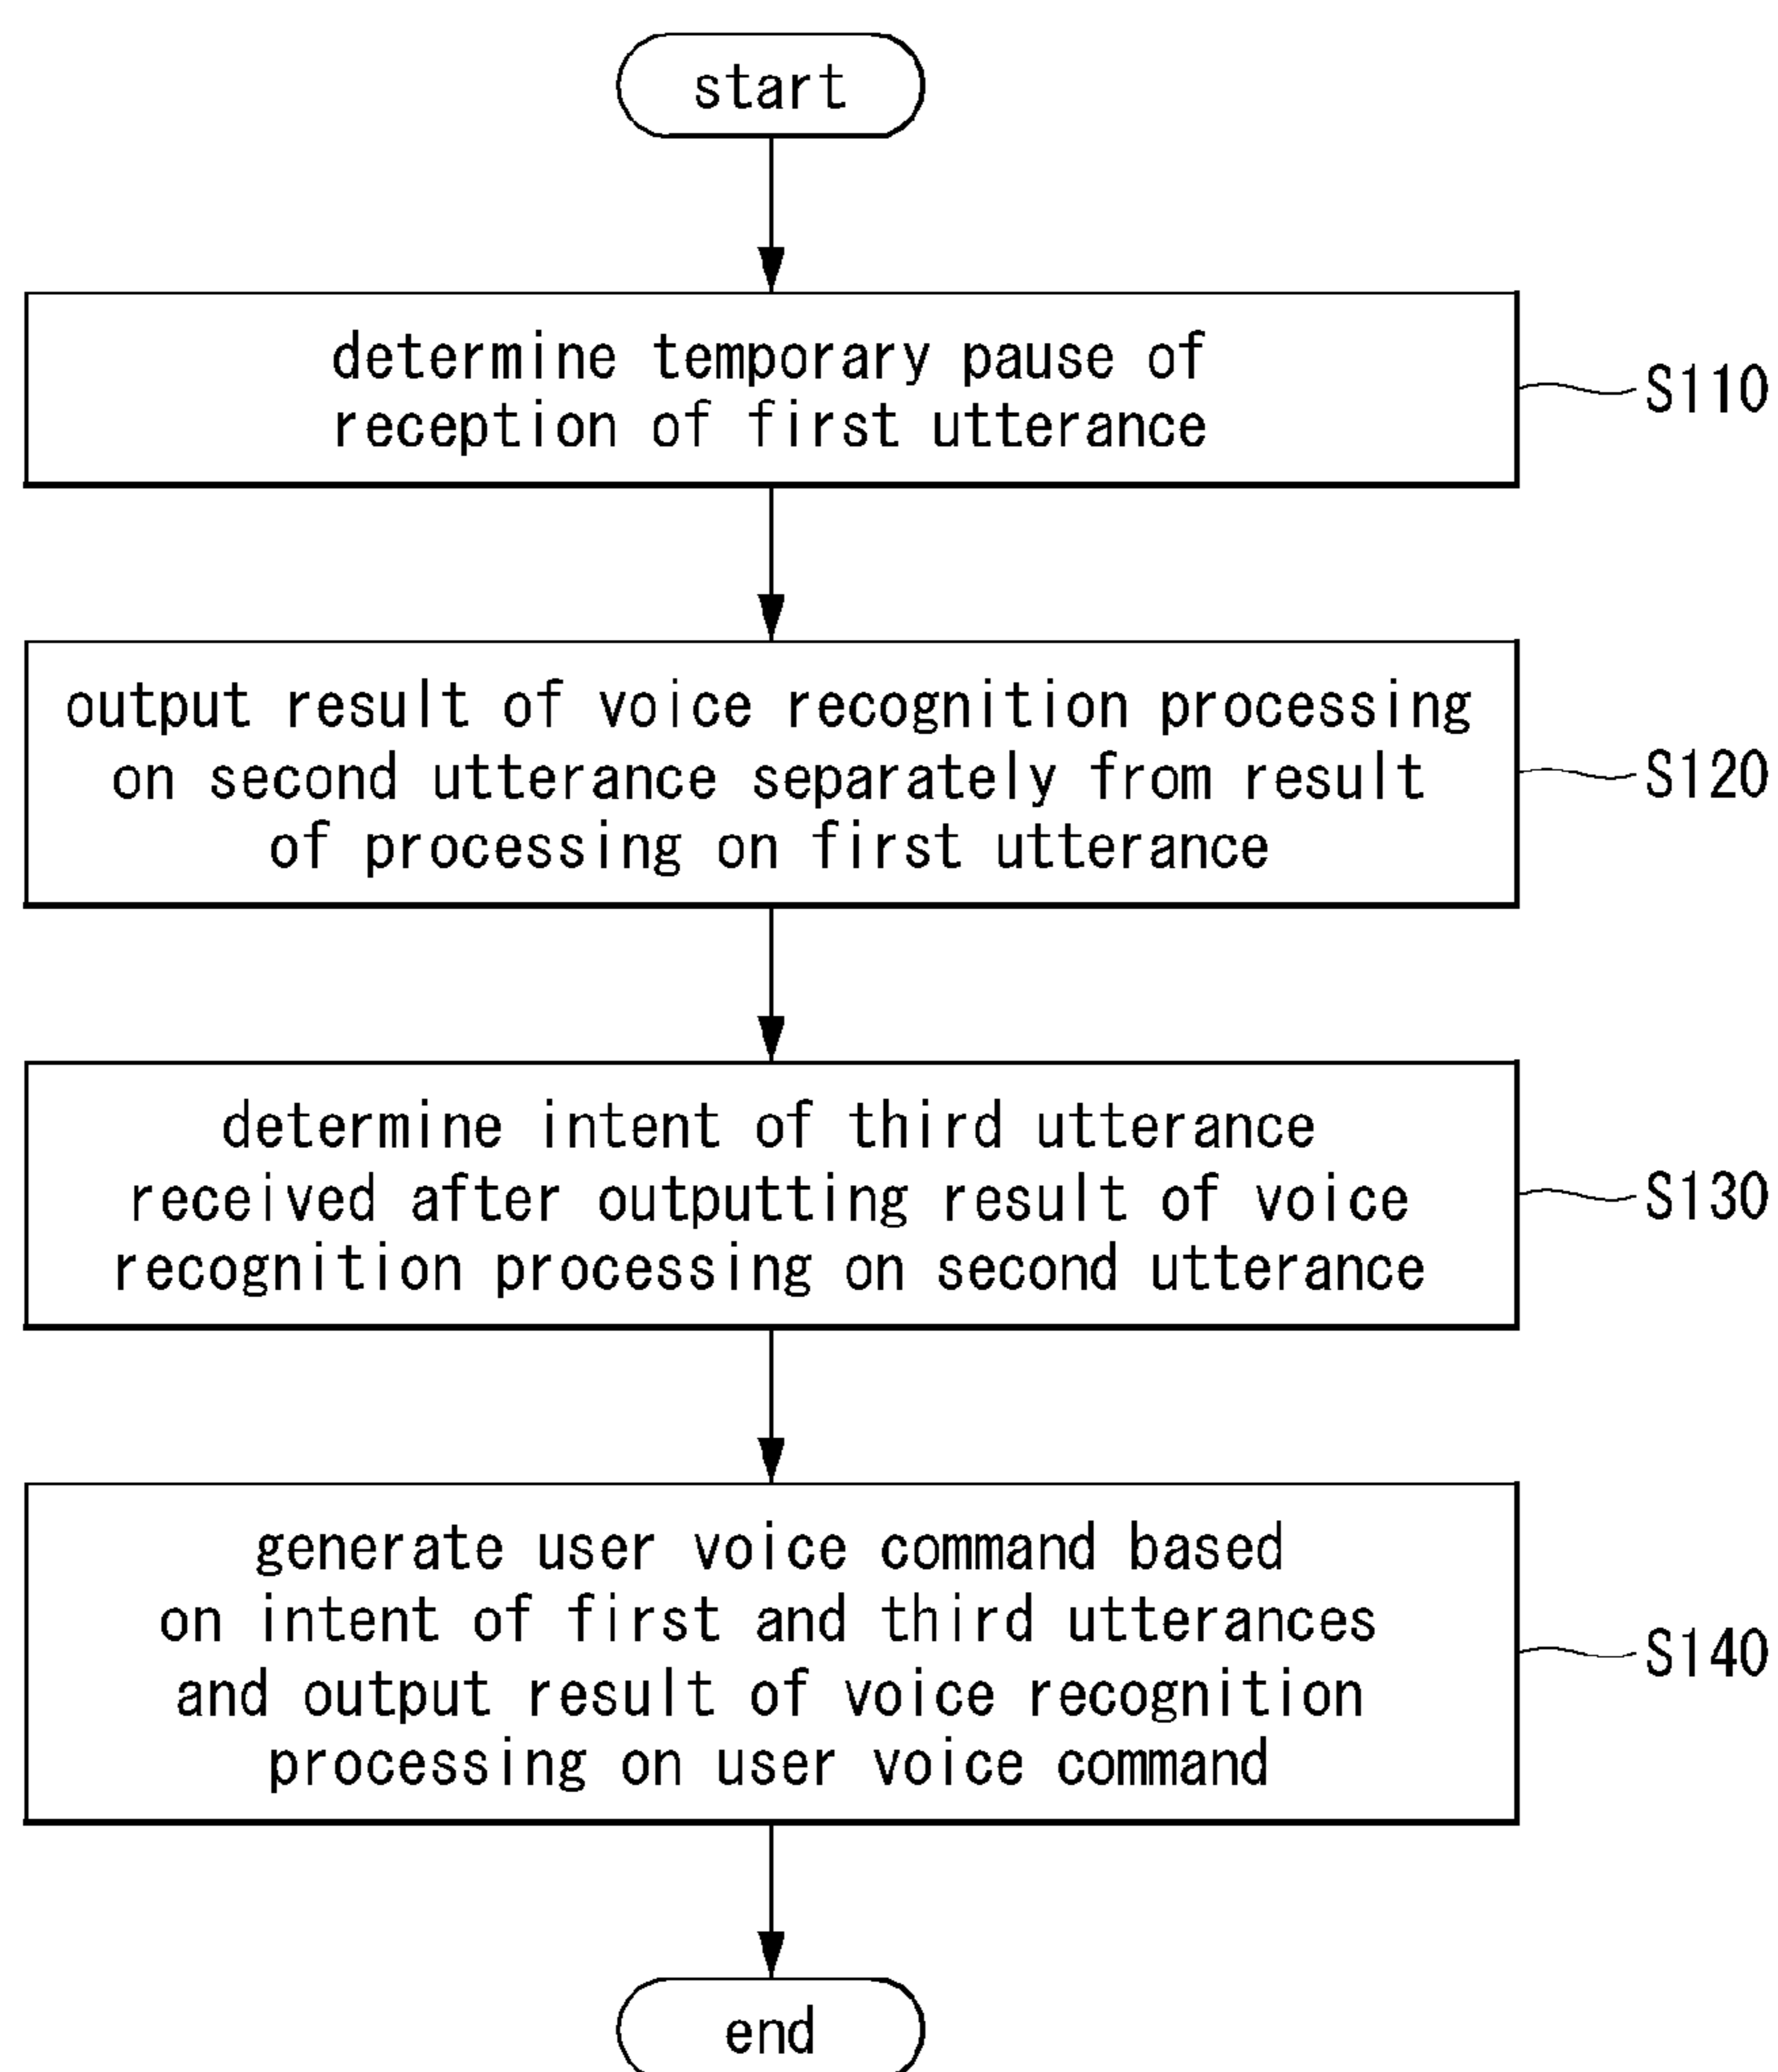 start
determine temporary pause of
reception of first utterance
S110
output result of voice recognition processing
on second utterance separately from result
of processing on first utterance
S120
determine intent of third utterance
received after outputting result of voice
recognition processing on second utterance
S130
generate user voice command based
on intent of first and third utterances
and output result of voice recognition
processing on user voice command
S140
end